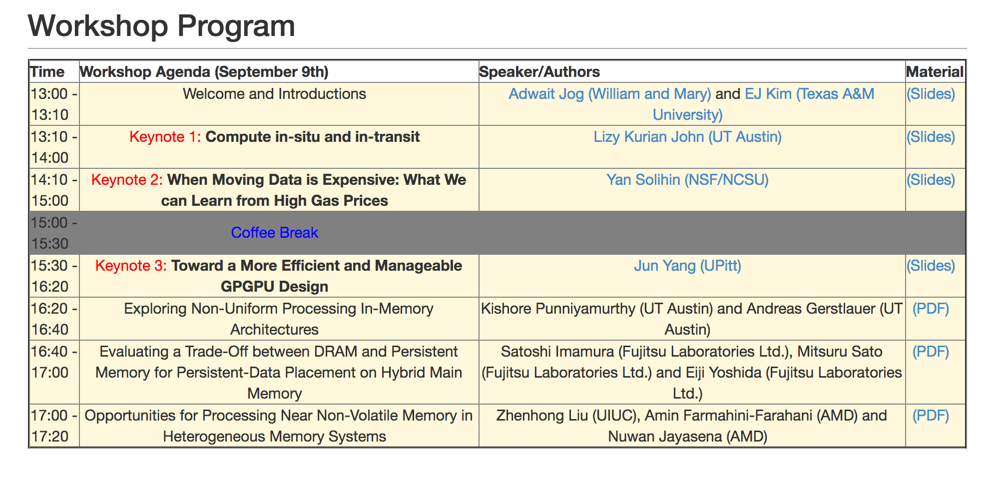 Workshop Program
Time Workshop Agenda (September 9th) Speaker/Authors Material
13:00 - Welcome and Introductions Adwait Jog (William and Mary) and EJ Kim (Texas A&M (Slides)
13:10 University)
13:10 - Keynote 1: Compute in-situ and in-transit Lizy Kurian John (UT Austin) (Slides)
14:00
14:10 - Keynote 2: When Moving Data is Expensive: What We Yan Solihin (NSF/NCSU) (Slides)
15:00 can Learn from High Gas Prices
15:00 -
Coffee Break
15:30
15:30 - Keynote 3: Toward a More Efficient and Manageable Jun Yang (UPitt) (Slides)
16:20 GPGPU Design
16:20 - Exploring Non-Uniform Processing In-Memory Kishore Punniyamurthy (UT Austin) and Andreas Gerstlauer (UT (PDF)
16:40 Architectures Austin)
16:40 - Evaluating a Trade-Off between DRAM and Persistent Satoshi Imamura (Fujitsu Laboratories Ltd.), Mitsuru Sato (PDF)
17:00 Memory for Persistent-Data Placement on Hybrid Main (Fujitsu Laboratories Ltd.) and Eiji Yoshida (Fujitsu Laboratories
Memory Ltd.)
17:00 - Opportunities for Processing Near Non-Volatile Memory in Zhenhong Liu (UIUC), Amin Farmahini-Farahani (AMD) and (PDF)
17:20 Heterogeneous Memory Systems Nuwan Jayasena (AMD)